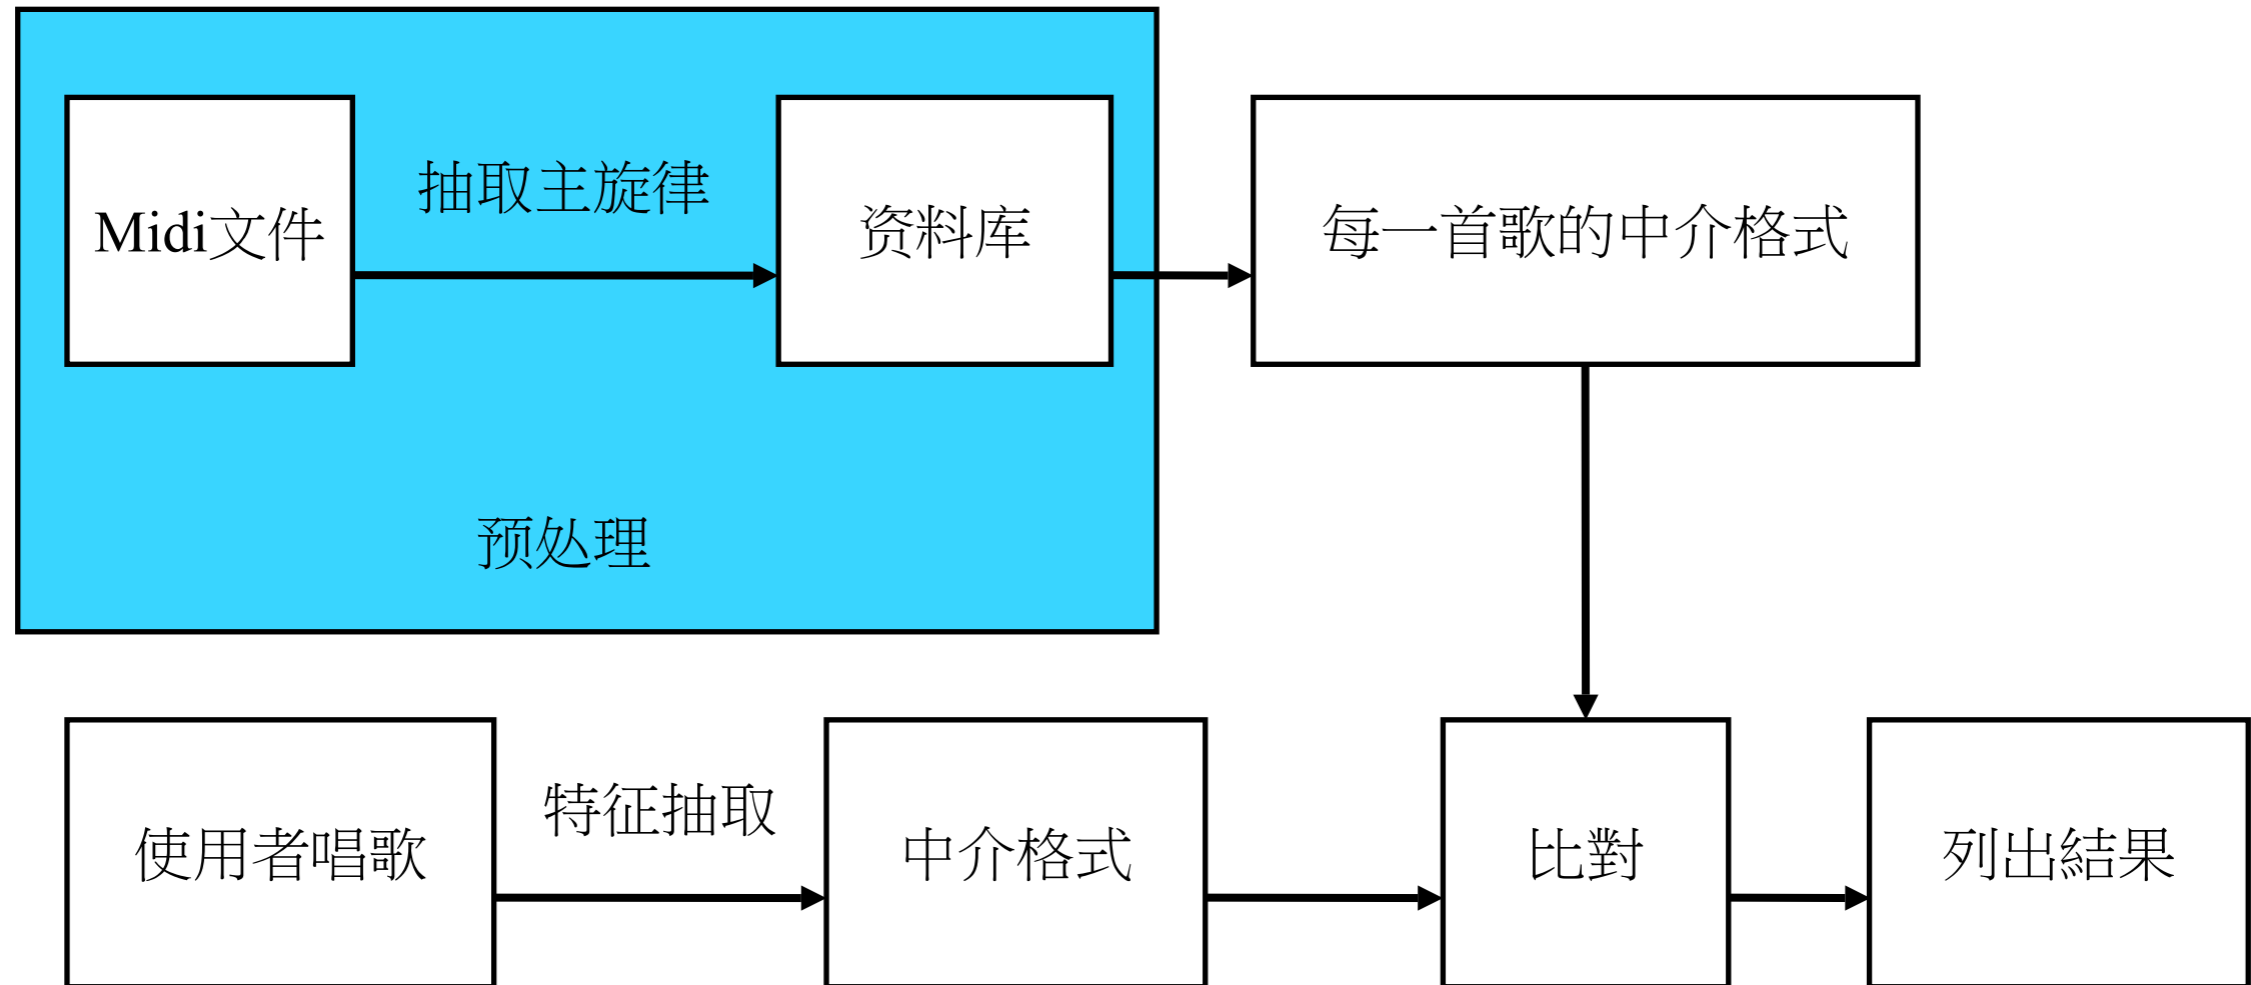 Midi文件
抽取主旋律
资料库
每一首歌的中介格式
预处理
使用者唱歌
特征抽取
中介格式
比對
列出結果